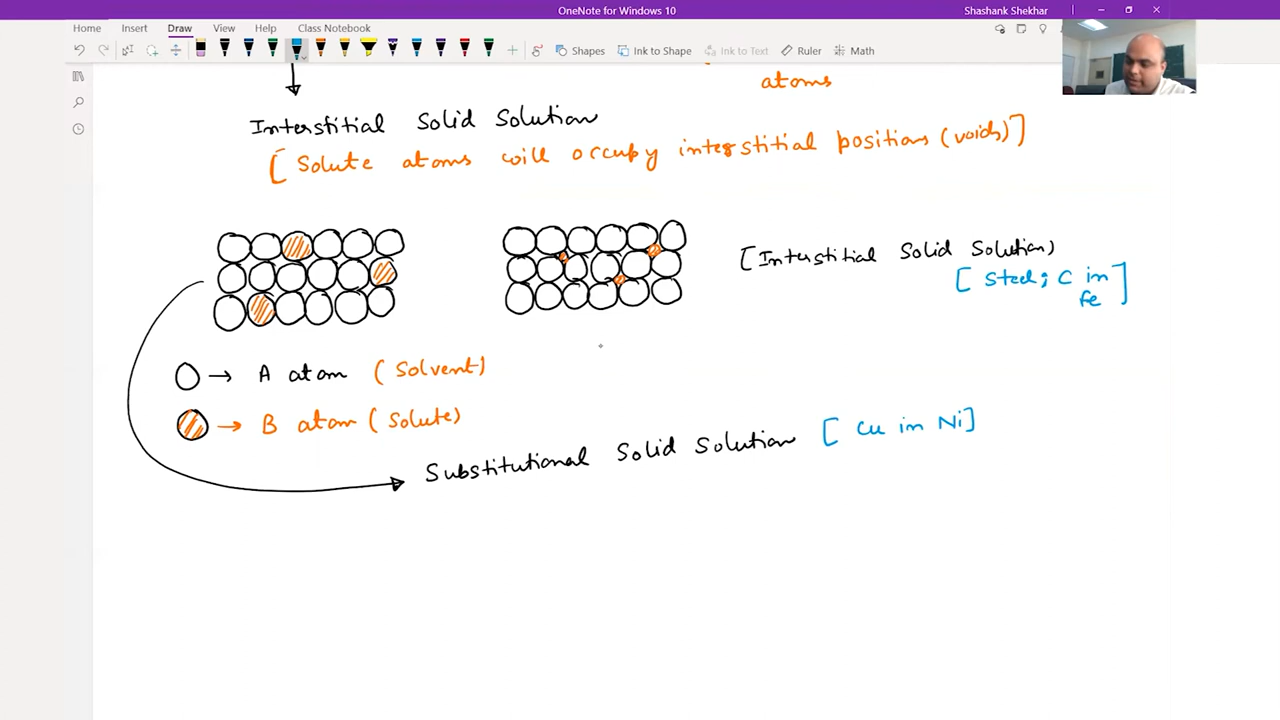 OneNote for Windows 10
Shashank Shekhar
Home Insert Draw View Help Class Notebook
Shapes Ink to Shape Ink to Text Ruler Math
atoms
Interstitial Solid Solution
[Solute atoms will occupy interstitial positions (voids)]
[Interstitial Solid Solution,
[Steel; C in
Fe]
A atom (Solvent)
B atom (Solute)
Substitutional Solid Solution [Cu in Ni]